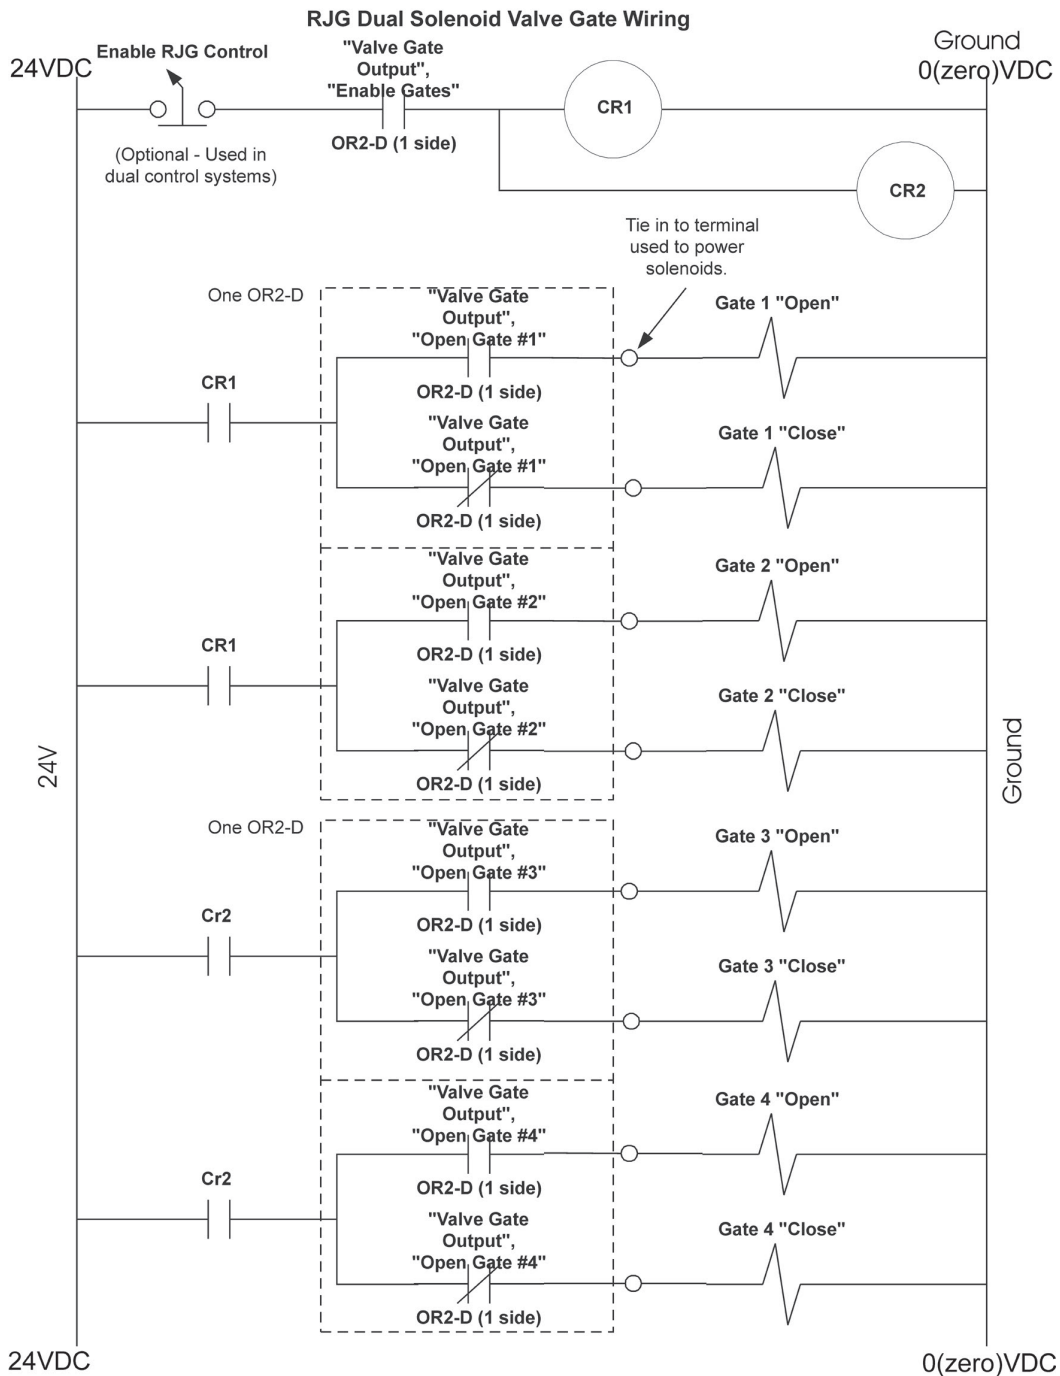 RJG Dual Solenoid Valve Gate Wiring
Enable RJG Control
"Valve Gate
Output",
"Enable Gates"
Ground
24VDC
0(zero)VDC
CR1
OR2-D (1 side)
(Optional - Used in
dual control systems)
CR2
Tie in to terminal
used to power
solenoids.
One OR2-D
"Valve Gate
Output",
"Open Gate #1"
Gate 1 "Open"
OR2-D (1 side)
CR1
"Valve Gate
Output",
"Open Gate #1"
Gate 1 "Close"
OR2-D (1 side)
"Valve Gate
Output",
"Open Gate #2"
Gate 2 "Open"
OR2-D (1 side)
CR1
"Valve Gate
Output",
"Open Gate #2"
Gate 2 "Close"
OR2-D (1 side)
24V
Ground
One OR2-D
"Valve Gate
Output",
"Open Gate #3"
Gate 3 "Open"
OR2-D (1 side)
Cr2
"Valve Gate
Output",
"Open Gate #3"
Gate 3 "Close"
OR2-D (1 side)
"Valve Gate
Output",
"Open Gate #4"
Gate 4 "Open"
OR2-D (1 side)
Cr2
"Valve Gate
Output",
"Open Gate #4"
Gate 4 "Close"
OR2-D (1 side)
24VDC
0(zero)VDC